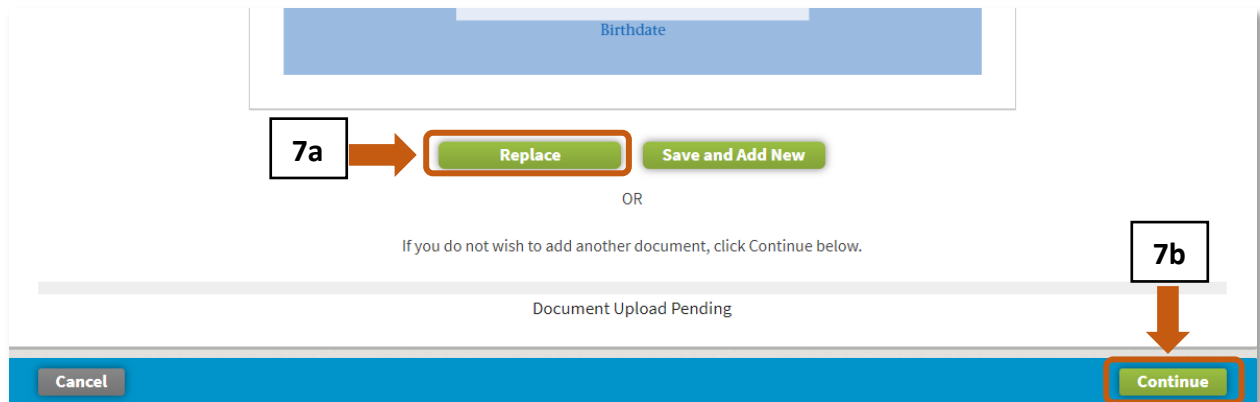 Birthdate
7a
Replace
Save and Add New
OR
If you do not wish to add another document, click Continue below.
7b
Document Upload Pending
Cancel
Continue